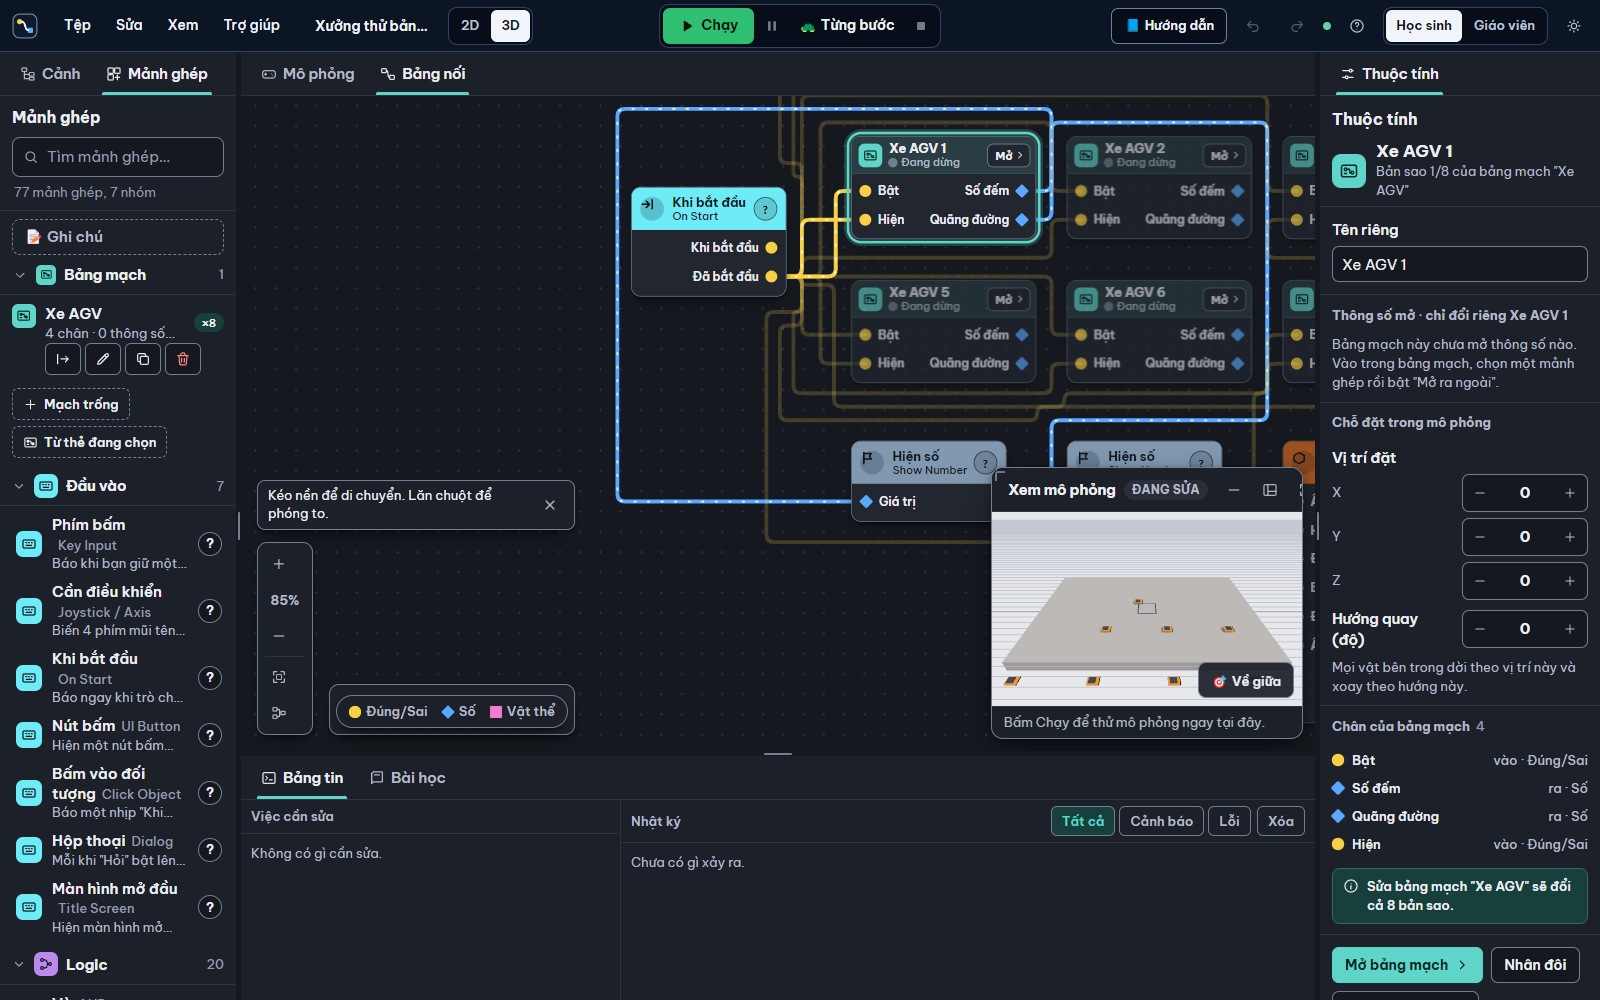 Tệp Sửa Xem Trợ giúp Xưởng thử bản... 2D 3D Chạy Từng bước Hướng dẫn Học sinh Giáo viên
Cảnh Mảnh ghép
Mảnh ghép
Tìm mảnh ghép...
77 mảnh ghép, 7 nhóm
Ghi chú
Bảng mạch 1
Xe AGV
4 chân · 0 thông số...
x8
Mạch trống
Từ thẻ đang chọn
Đầu vào 7
Phím bấm
Key Input
Báo khi bạn giữ một...
Cần điều khiển
Joystick / Axis
Biến 4 phím mũi tên...
Khi bắt đầu
On Start
Báo ngay khi trò ch...
Nút bấm UI Button
Hiện một nút bấm...
Bấm vào đối
tượng Click Object
Báo một nhịp "Khi...
Hộp thoại Dialog
Mỗi khi "Hỏi" bật lên...
Màn hình mở đầu
Title Screen
Hiện màn hình mở...
Logic 20
Mô phỏng Bảng nối
Khi bắt đầu
On Start
?
Khi bắt đầu
Đã bắt đầu
Xe AGV 1
Đang dừng
Mở
Bật Số đếm
Hiện Quãng đường
Xe AGV 2
Đang dừng
Mở
Bật Số đếm
Hiện Quãng đường
Xe AGV 5
Đang dừng
Mở
Bật Số đếm
Hiện Quãng đường
Xe AGV 6
Đang dừng
Mở
Bật Số đếm
Hiện Quãng đường
Hiện số
Show Number
?
Giá trị
Hiện số
?
Kéo nền để di chuyển. Lăn chuột để
phóng to.
85%
Đúng/Sai Số Vật thể
Xem mô phỏng ĐANG SỬA
Về giữa
Bấm Chạy để thử mô phỏng ngay tại đây.
Bảng tin Bài học
Việc cần sửa
Không có gì cần sửa.
Nhật ký
Tất cả Cảnh báo Lỗi Xóa
Chưa có gì xảy ra.
Thuộc tính
Thuộc tính
Xe AGV 1
Bản sao 1/8 của bảng mạch "Xe
AGV"
Tên riêng
Xe AGV 1
Thông số mở · chỉ đổi riêng Xe AGV 1
Bảng mạch này chưa mở thông số nào.
Vào trong bảng mạch, chọn một mảnh
ghép rồi bật "Mở ra ngoài".
Chỗ đặt trong mô phỏng
Vị trí đặt
X 0
Y 0
Z 0
Hướng quay
(độ)
0
Mọi vật bên trong dời theo vị trí này và
xoay theo hướng này.
Chân của bảng mạch 4
Bật vào · Đúng/Sai
Số đếm ra · Số
Quãng đường ra · Số
Hiện vào · Đúng/Sai
Sửa bảng mạch "Xe AGV" sẽ đổi
cả 8 bản sao.
Mở bảng mạch Nhân đôi